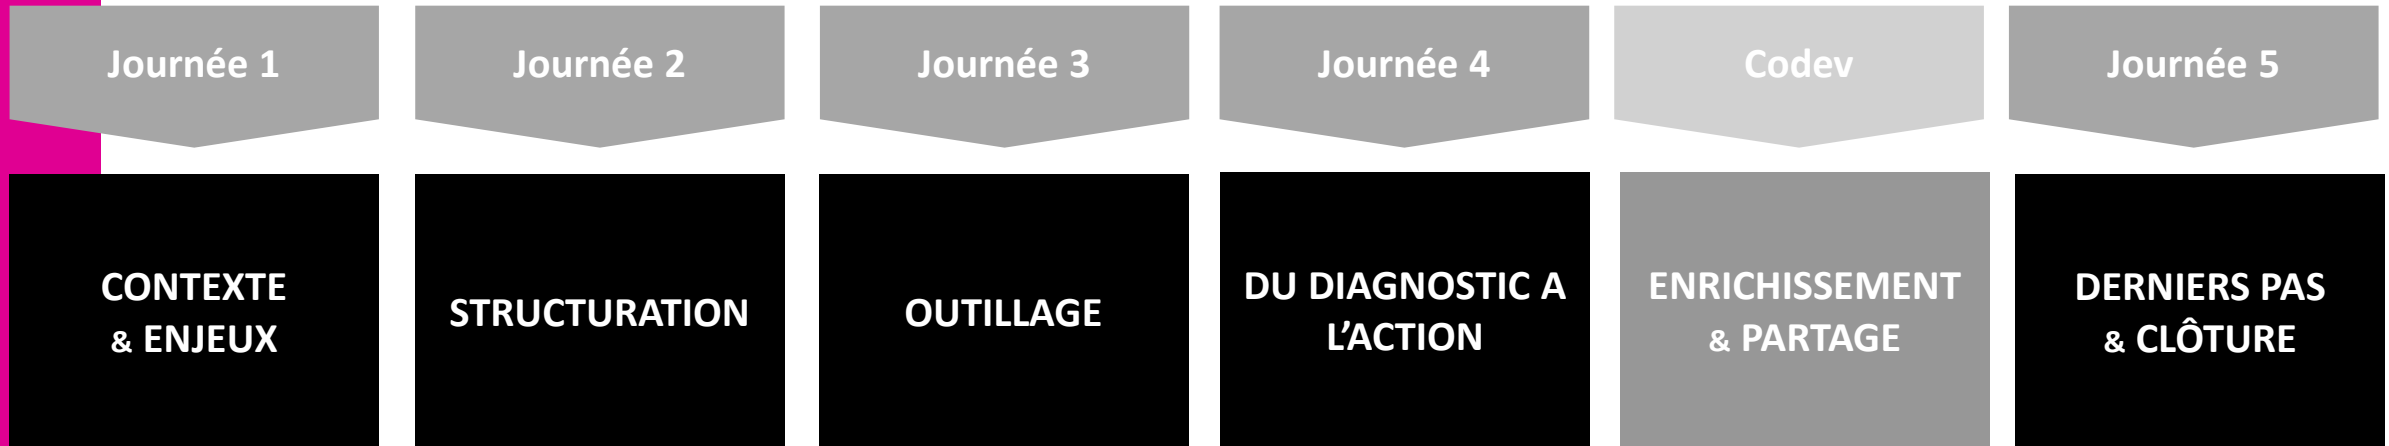 Journée 1
Journée 2
Journée 3
Journée 4
Codev
Journée 5
CONTEXTE
& ENJEUX
STRUCTURATION
OUTILLAGE
DU DIAGNOSTIC A
L’ACTION
ENRICHISSEMENT
& PARTAGE
DERNIERS PAS
& CLÔTURE